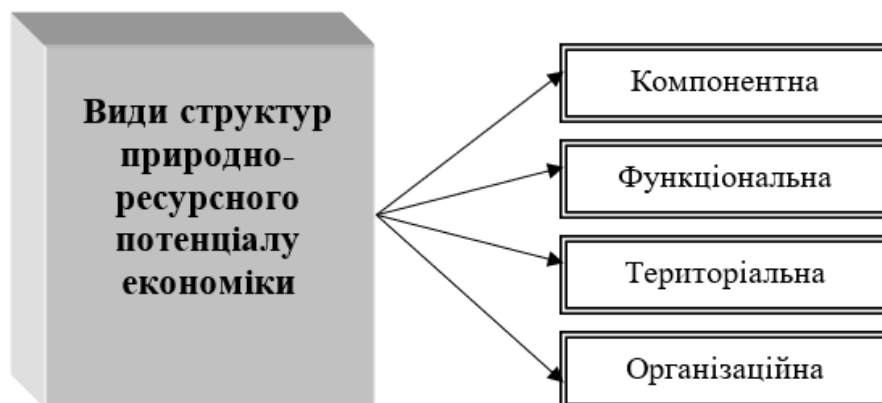 Види структур
природно-
ресурсного
потенціалу
економіки
Компонентна
Функціональна
Територіальна
Організаційна